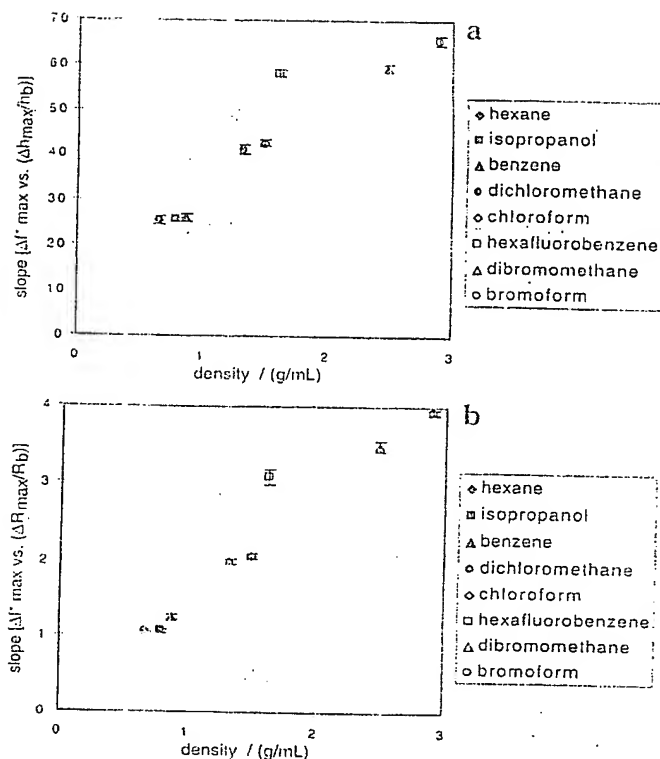 a
70
60
50
40
30
20
10
0
0
1
2
3
density / (g/mL)
slope [Δf* max vs. (Δhmax/hb)]
hexane
isopropanol
benzene
dichloromethane
chloroform
hexafluorobenzene
dibromomethane
bromoform
b
4
3
2
1
0
0
1
2
3
density / (g/mL)
slope [Δf* max vs. (ΔRmax/Rb)]
hexane
isopropanol
benzene
dichloromethane
chloroform
hexafluorobenzene
dibromomethane
bromoform